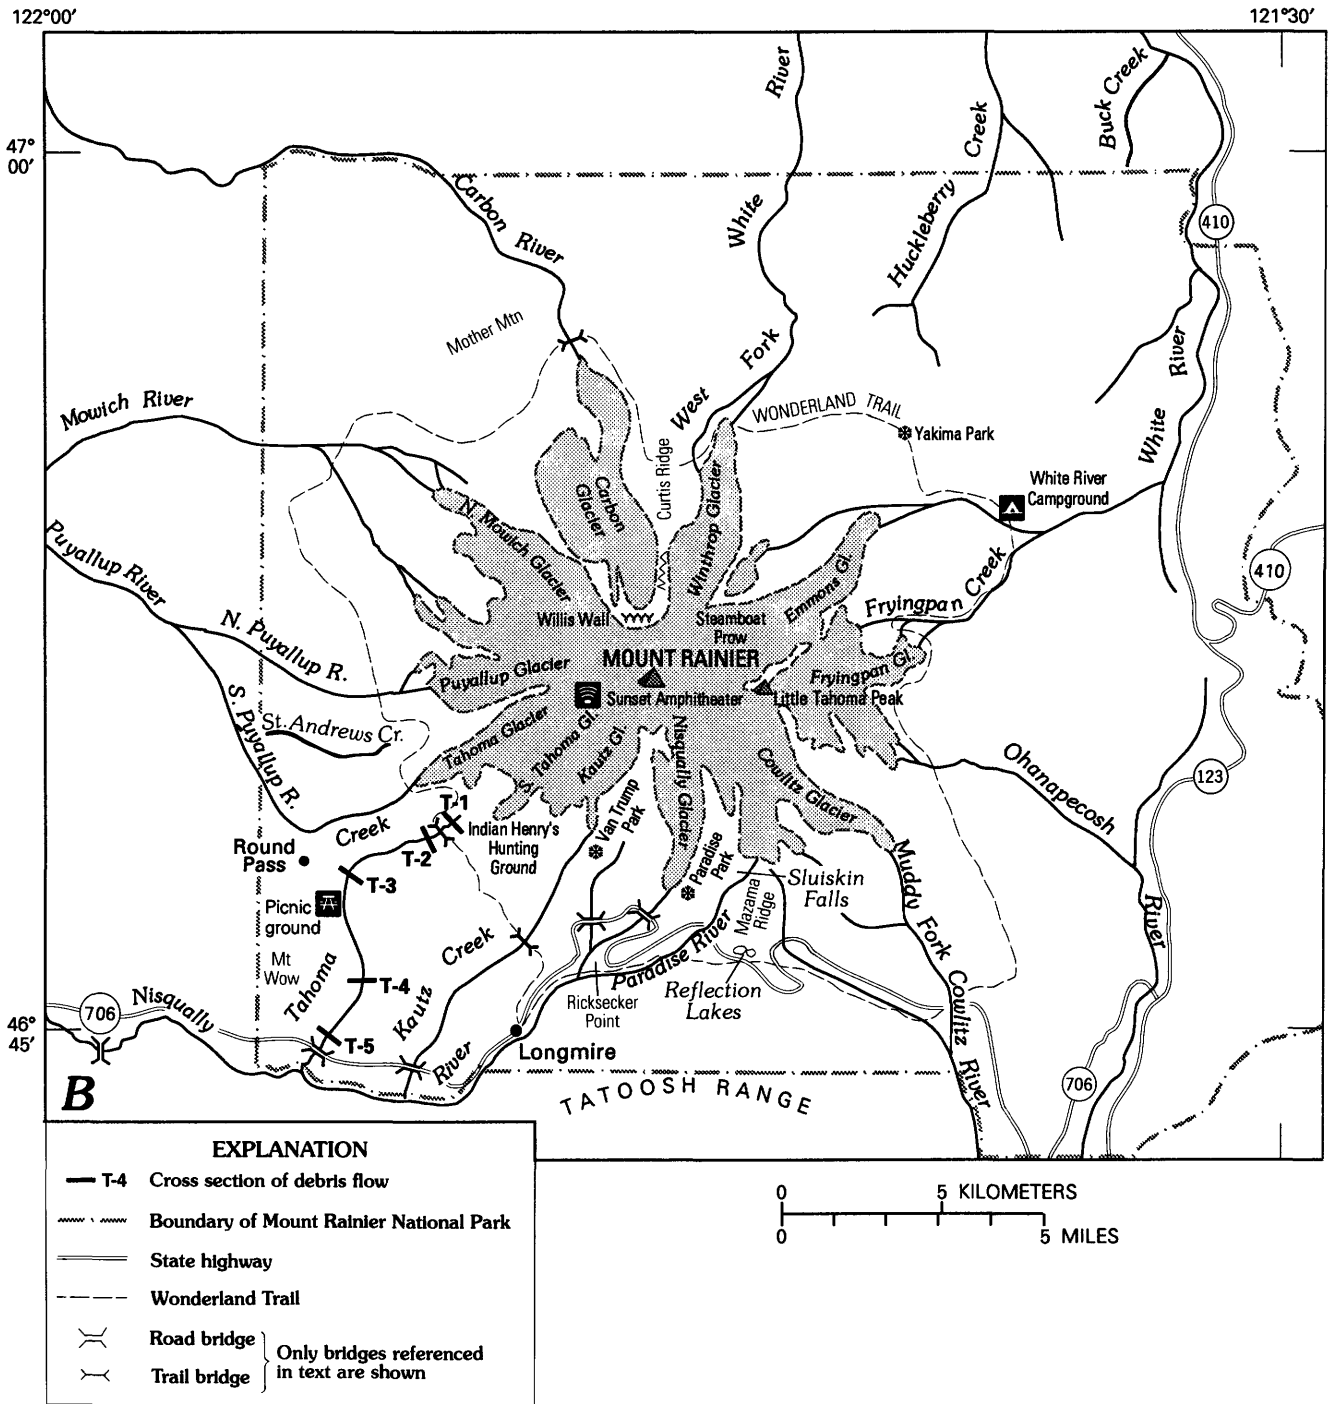 122°00′
121°30′
47°
00′
46°
45′
River
Creek
Buck Creek
Carbon River
White
Huckleberry
410
Mother Mtn
Fork
River
West
WONDERLAND TRAIL
Yakima Park
White
Mowich River
Curtis Ridge
White River
Campground
N. Mowich Glacier
Carbon
Glacier
Winthrop Glacier
Emmons Gl.
Fryingpan Creek
410
Puyallup River
N. Puyallup R.
Willis Wall
Steamboat
Prow
MOUNT RAINIER
Puyallup Glacier
Fryingpan Gl.
Sunset Amphitheater
Little Tahoma Peak
S. Puyallup R.
St. Andrews Cr.
Tahoma Glacier
S. Tahoma Gl.
Kautz Gl.
Nisqually Glacier
Cowlitz Glacier
Ohanapecosh
River
123
T-1
Creek
T-2
Indian Henry's
Hunting
Ground
Van Trump
Park
Round
Pass
T-3
Paradise
Park
Sluiskin
Falls
Muddy Fork
Cowlitz River
Picnic
ground
Mazama
Ridge
Mt
Wow
Tahoma
T-4
Creek
Kautz
Paradise River
Ricksecker
Point
Reflection
Lakes
706
Nisqually
T-5
River
Longmire
706
B
TATOOSH RANGE
EXPLANATION
T-4 Cross section of debris flow
Boundary of Mount Rainier National Park
State highway
Wonderland Trail
Road bridge
Trail bridge
Only bridges referenced
in text are shown
0 5 KILOMETERS
0 5 MILES